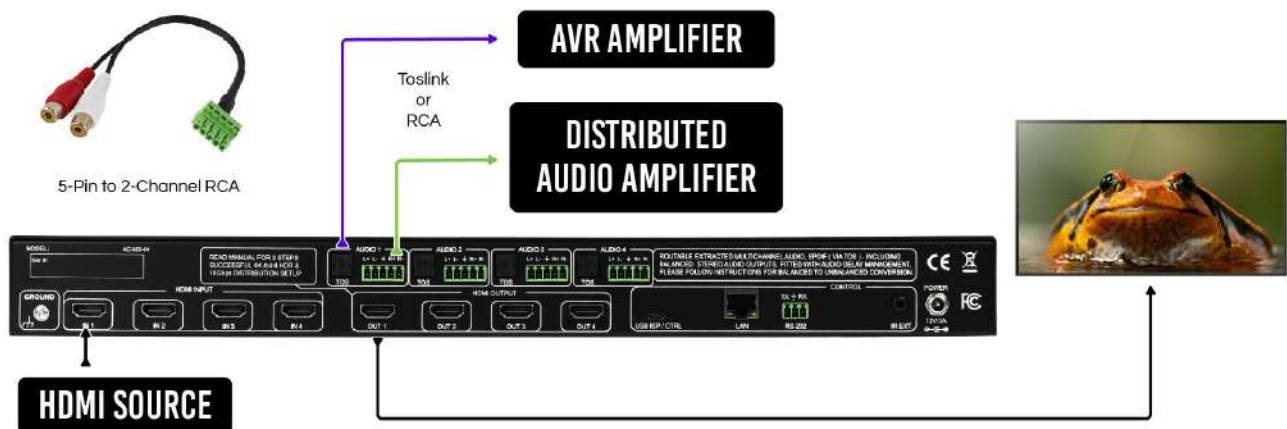 AVR AMPLIFIER
Toslink
or
RCA
DISTRIBUTED
AUDIO AMPLIFIER
5-Pin to 2-Channel RCA
MODEL:
READ MANUAL FOR 3 STEPS
SUCCESSFUL 4K 4:4:4 HDR &
18Gbps DISTRIBUTION SETUP
AUDIO 1
AUDIO 2
AUDIO 3
AUDIO 4
TOS
TOS
TOS
TOS
ROUTABLE EXTRACTED MULTICHANNEL AUDIO, SPDIF ( VIA TOS ) - INCLUDING
BALANCED STEREO AUDIO OUTPUTS, FITTED WITH AUDIO DELAY MANAGEMENT.
PLEASE FOLLOW INSTRUCTIONS FOR BALANCED TO UNBALANCED CONVERSION.
CE
FC
GROUND
HDMI INPUT
HDMI OUTPUT
CONTROL
POWER
IN 1
IN 2
IN 3
IN 4
OUT 1
OUT 2
OUT 3
OUT 4
USB ISP / CTRL
LAN
TX RX
RS-232
IR EXT
12V/3A
HDMI SOURCE